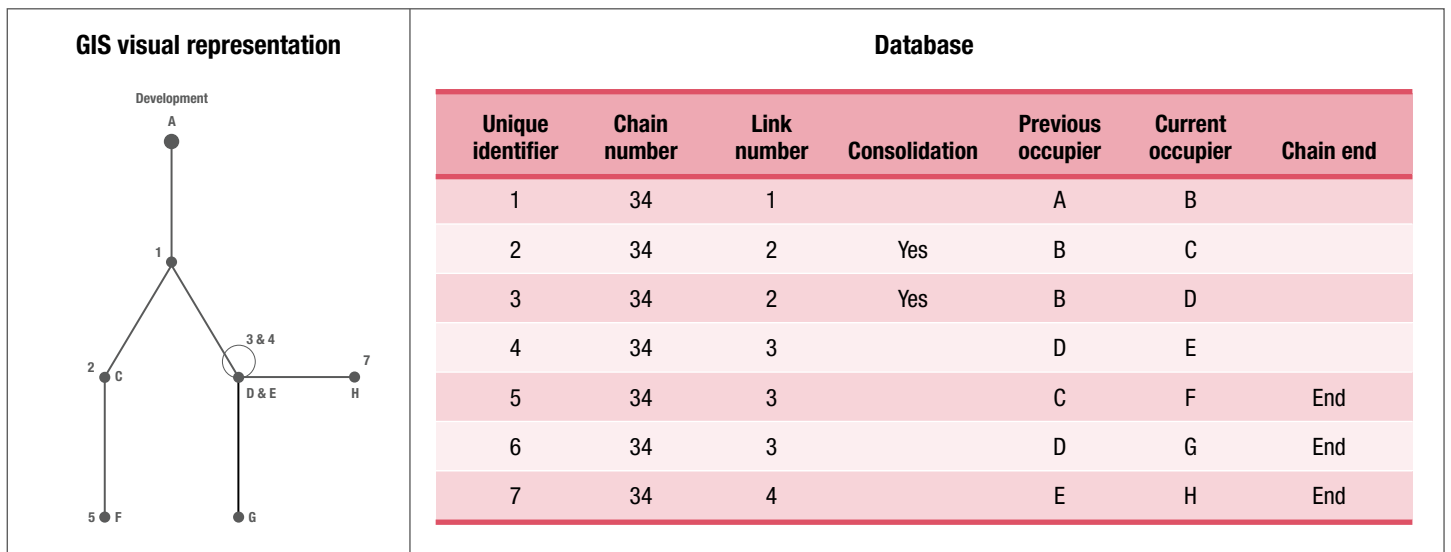 GIS visual representation
Development
A
1
3 & 4
2
C
D & E
7
H
5
F
G
Database
Unique identifier Chain number Link number Consolidation Previous occupier Current occupier Chain end
1 34 1 A B
2 34 2 Yes B C
3 34 2 Yes B D
4 34 3 D E
5 34 3 C F End
6 34 3 D G End
7 34 4 E H End